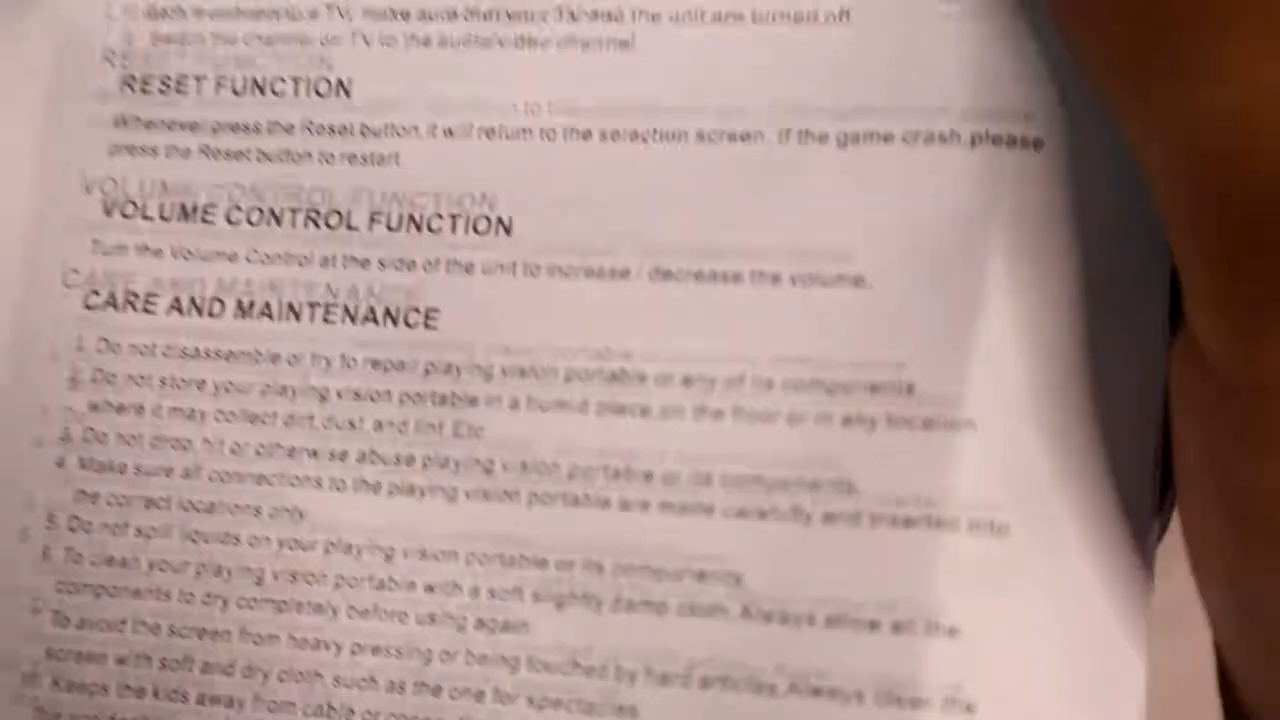 Switch the channel on TV to the audio/video channel
RESET FUNCTION
Whenever press the Reset button, it will return to the selection screen. If the game crash, please
press the Reset button to restart
VOLUME CONTROL FUNCTION
Turn the Volume Control at the side of the unit to increase / decrease the volume.
CARE AND MAINTENANCE
1. Do not disassemble or try to repair playing vision portable or any of its components.
2. Do not store your playing vision portable in a humid place, on the floor or in any location
where it may collect dirt, dust, and lint. Etc
3. Do not drop, hit or otherwise abuse playing vision portable or its components.
4. Make sure all connections to the playing vision portable are made carefully and inserted into
the correct locations only.
5. Do not spill liquids on your playing vision portable or its components.
6. To clean your playing vision portable with a soft slightly damp cloth. Always allow all the
components to dry completely before using again.
To avoid the screen from heavy pressing or being touched by hard articles. Always clean the
screen with soft and dry cloth, such as the one for spectacles.
Keeps the kids away from cable or